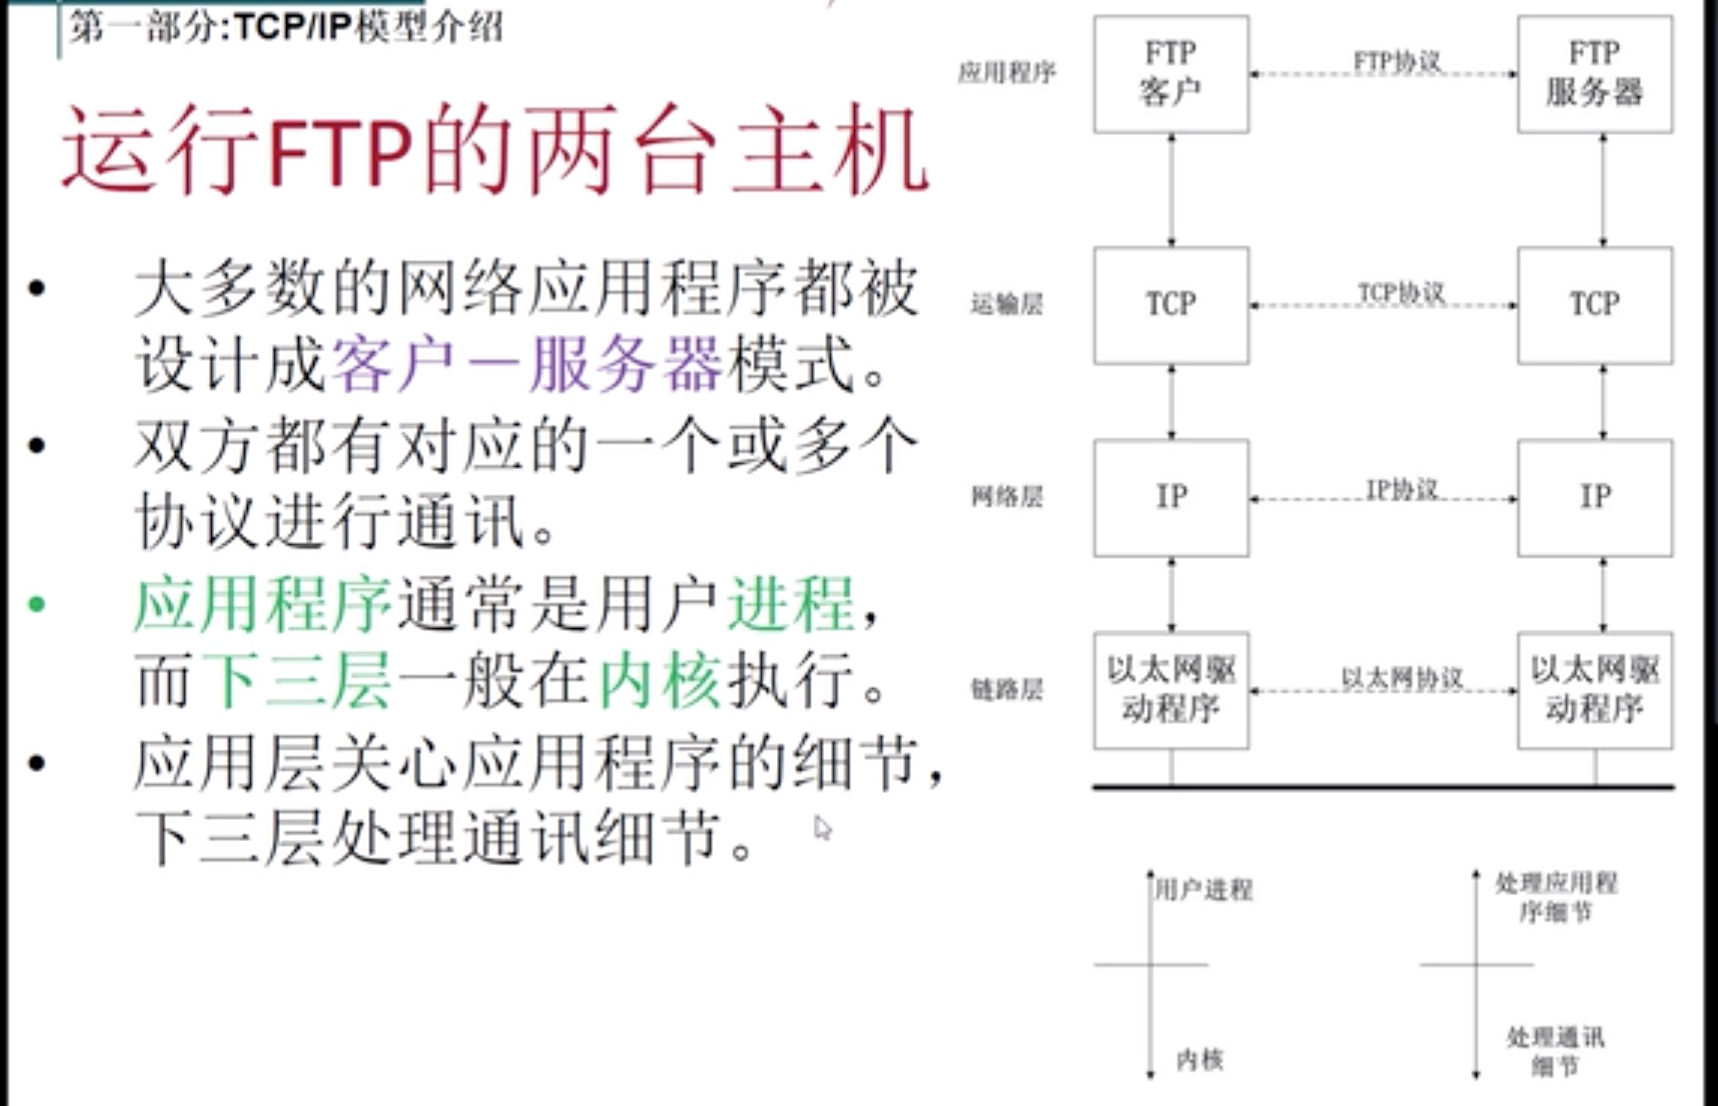 第一部分:TCP/IP模型介绍
运行FTP的两台主机
• 大多数的网络应用程序都被
设计成客户－服务器模式。
• 双方都有对应的一个或多个
协议进行通讯。
• 应用程序通常是用户进程，
而下三层一般在内核执行。
• 应用层关心应用程序的细节，
下三层处理通讯细节。
应用程序
FTP
客户
FTP协议
FTP
服务器
运输层
TCP
TCP协议
TCP
网络层
IP
IP协议
IP
链路层
以太网驱
动程序
以太网协议
以太网驱
动程序
用户进程
内核
处理应用程
序细节
处理通讯
细节